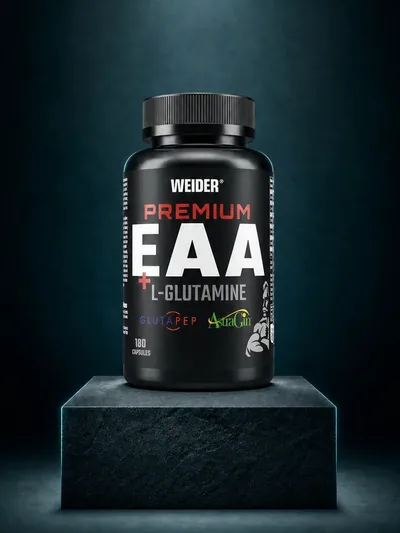 WEIDER®
PREMIUM
EAA
+ L-GLUTAMINE
GLUTAPEP AstraGin
180
CAPSULES